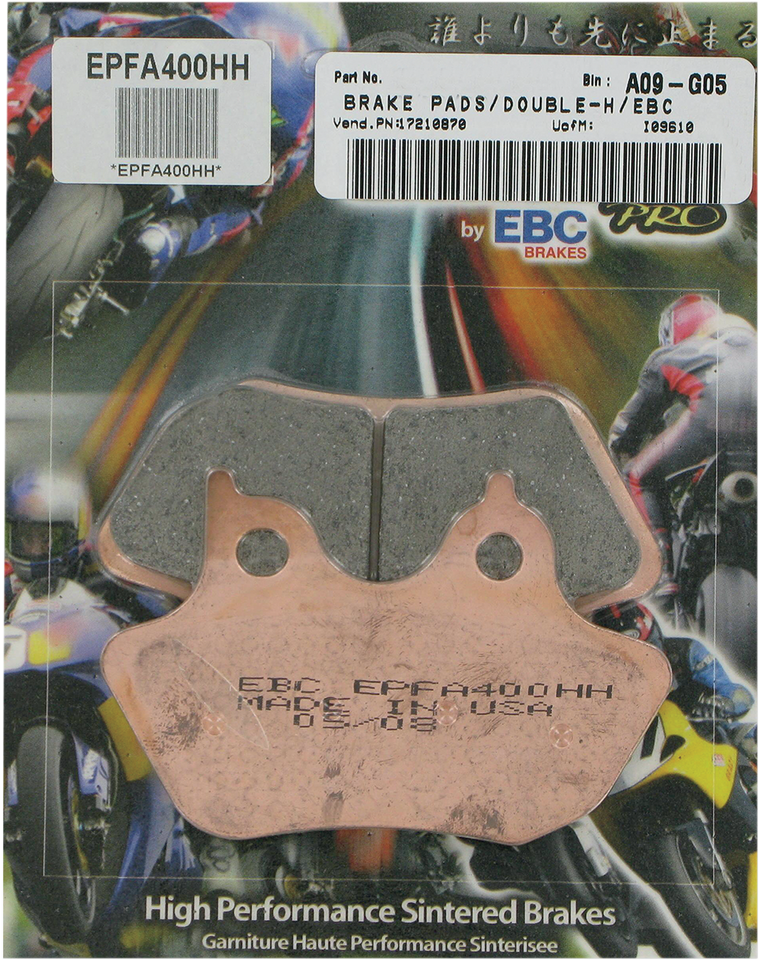 誰よりも先に止まる
EPFA400HH
*EPFA400HH*
Part No.
Bin: A09-G05
BRAKE PADS/DOUBLE-H/EBC
Vend.PN:17210870 UofM: I09610
PRO
by EBC
BRAKES
EBC EPFA400HH
MADE IN USA
05/08
High Performance Sintered Brakes
Garniture Haute Performance Sinterisee